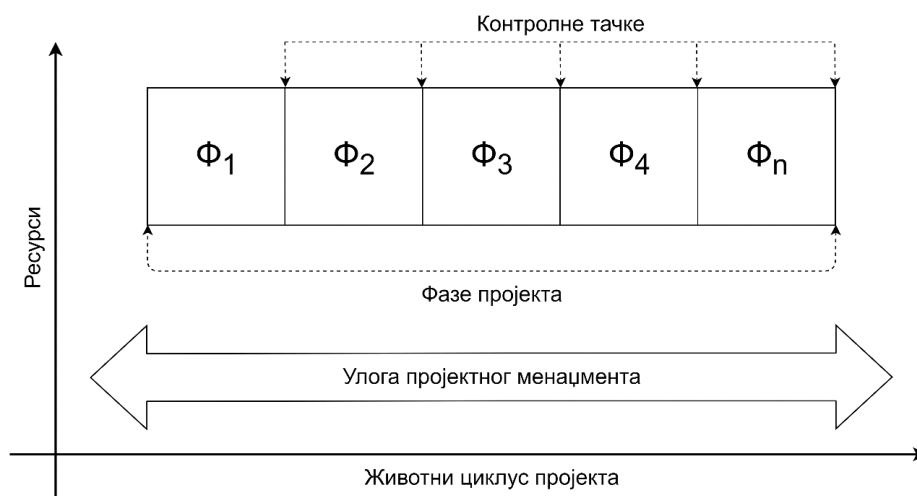 Контролне тачке
Ресурси
Ф1 Ф2 Ф3 Ф4 Фn
Фазе пројекта
Улога пројектног менаџмента
Животни циклус пројекта